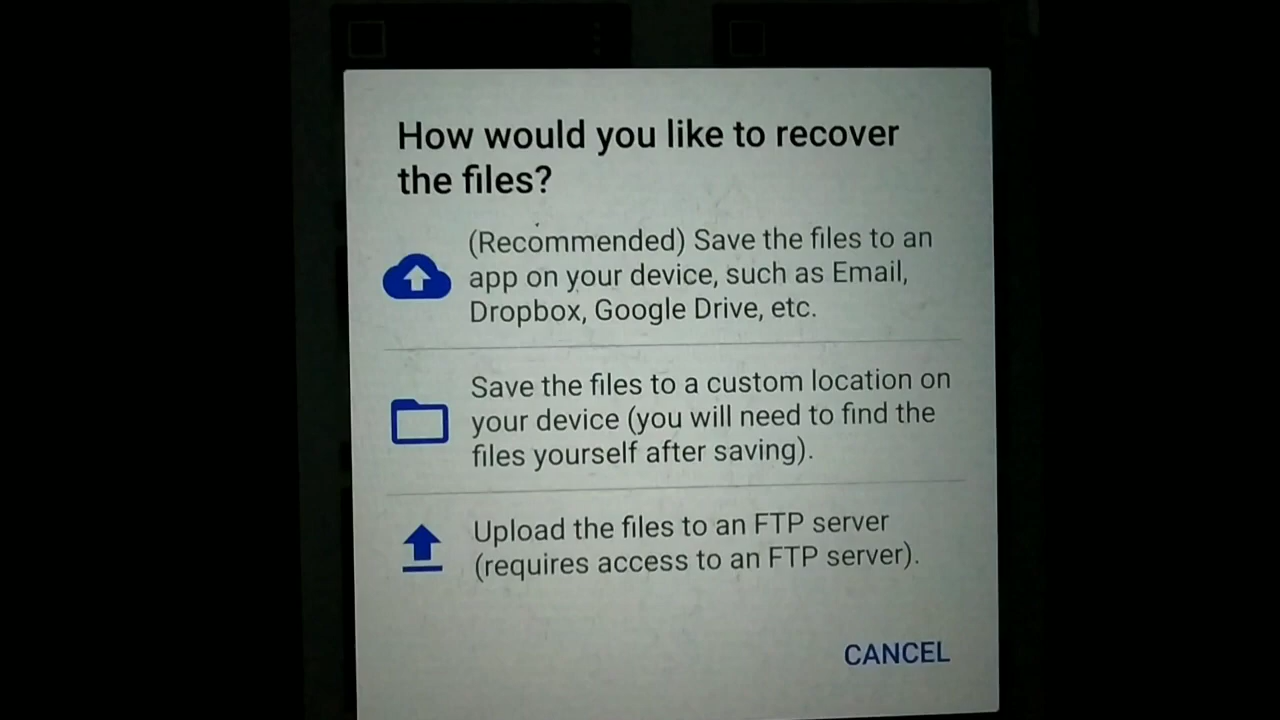 How would you like to recover
the files?
(Recommended) Save the files to an
app on your device, such as Email,
Dropbox, Google Drive, etc.
Save the files to a custom location on
your device (you will need to find the
files yourself after saving).
Upload the files to an FTP server
(requires access to an FTP server).
CANCEL